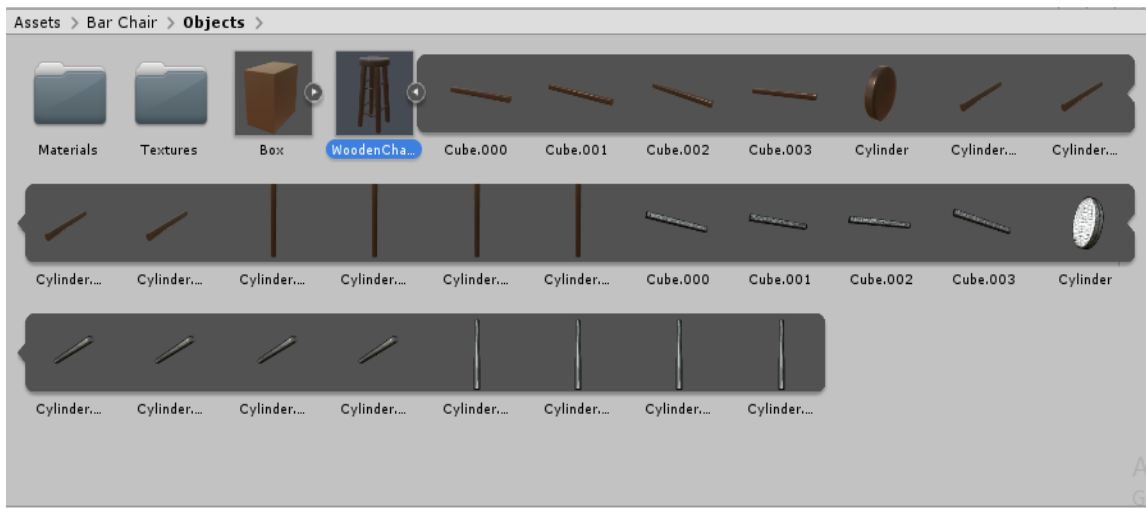 Assets > Bar Chair > Objects >
Materials Textures Box WoodenCha... Cube.000 Cube.001 Cube.002 Cube.003 Cylinder Cylinder.... Cylinder....
Cylinder.... Cylinder.... Cylinder.... Cylinder.... Cylinder.... Cylinder.... Cube.000 Cube.001 Cube.002 Cube.003 Cylinder
Cylinder.... Cylinder.... Cylinder.... Cylinder.... Cylinder.... Cylinder.... Cylinder.... Cylinder....
A
G